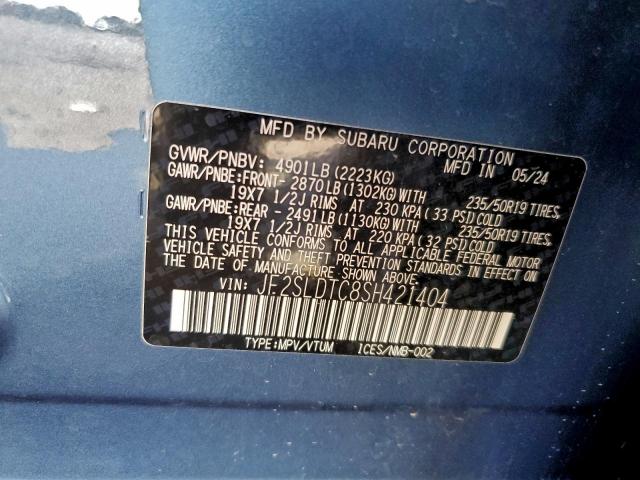 MFD BY SUBARU CORPORATION
GVWR/PNBV: 4901LB(2223KG) MFD IN 05/24
GAWR/PNBE:FRONT- 2870LB(1302KG)WITH 235/50R19 TIRES,
19X7 1/2J RIMS AT 230 KPA(33 PSI)COLD
GAWR/PNBE:REAR - 2491LB(1130KG)WITH 235/50R19 TIRES,
19X7 1/2J RIMS AT 220 KPA(32 PSI)COLD
THIS VEHICLE CONFORMS TO ALL APPLICABLE FEDERAL MOTOR
VEHICLE SAFETY AND THEFT PREVENTION STANDARDS IN EFFECT ON
THE DATE OF MANUFACTURE SHOWN ABOVE.
VIN: JF2SLDTC8SH421404
TYPE:MPV/VTUM ICES/NMB-002